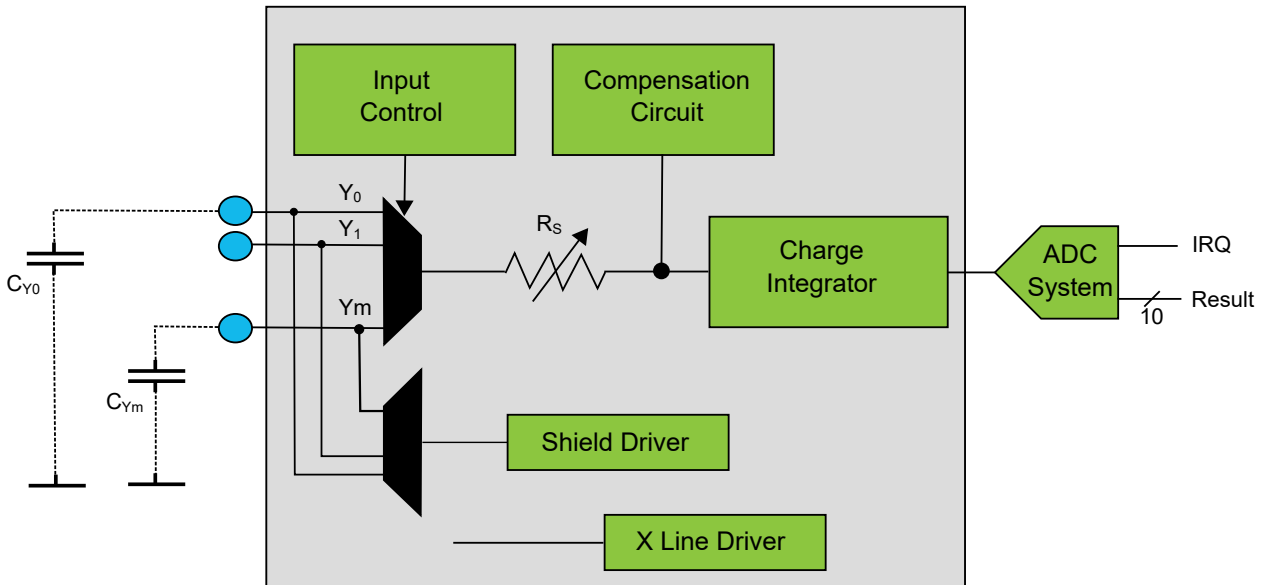 Input
Control
Compensation
Circuit
Y0
Y1
RS
Charge
Integrator
ADC
System
IRQ
Result
10
CY0
Ym
CYm
Shield Driver
X Line Driver